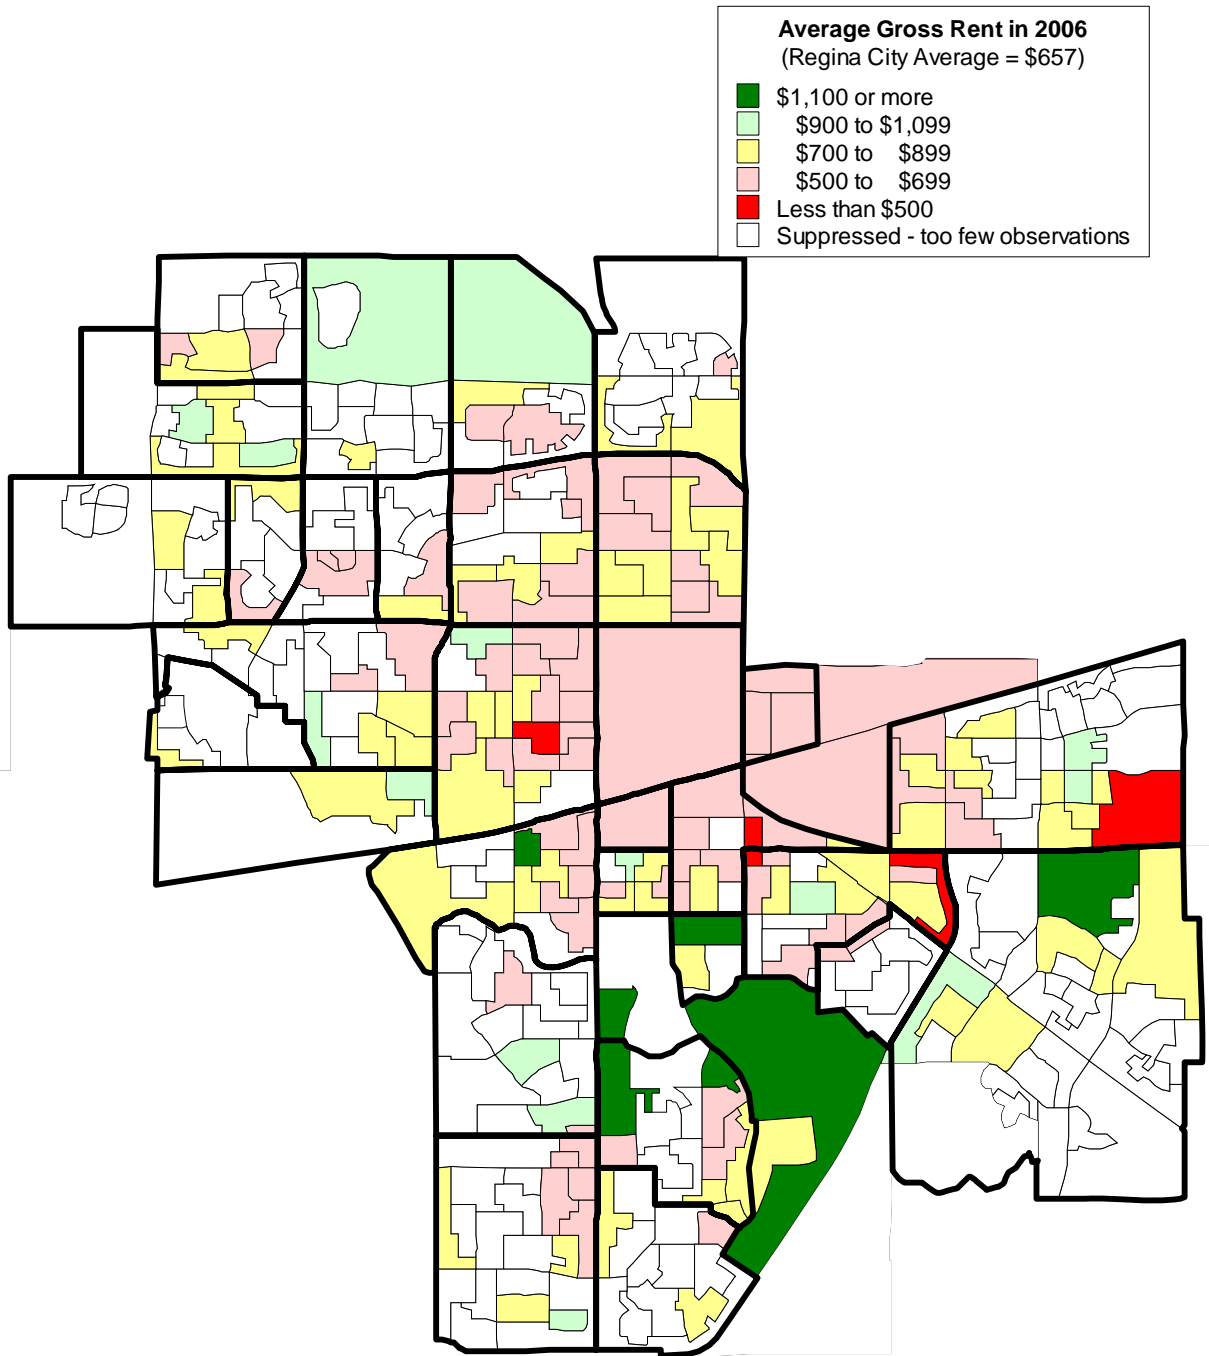 Average Gross Rent in 2006
(Regina City Average = $657)
$1,100 or more
$900 to $1,099
$700 to $899
$500 to $699
Less than $500
Suppressed - too few observations